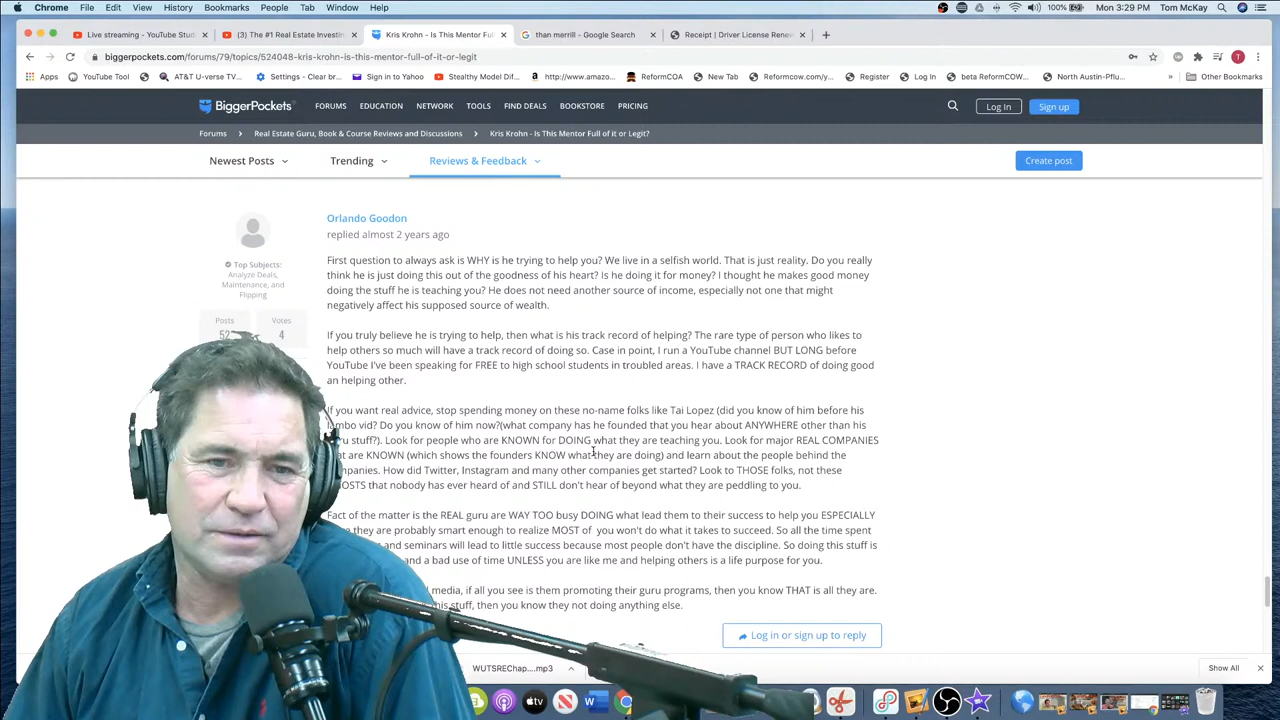 Chrome File Edit View History Bookmarks People Tab Window Help 100% Mon 3:29 PM Tom McKay
Live streaming - YouTube Stud × (3) The #1 Real Estate Investin × Kris Krohn - Is This Mentor Full × than merrill - Google Search × Receipt | Driver License Renew × +
biggerpockets.com/forums/79/topics/524048-kris-krohn-is-this-mentor-full-of-it-or-legit T
Apps YouTube Tool AT&T U-verse TV... Settings - Clear br... Sign in to Yahoo Stealthy Model Dif... http://www.amazo... ReformCOA New Tab Reformcow.com/y... Register Log In beta ReformCOW... North Austin-Pflu... » Other Bookmarks
BiggerPockets FORUMS EDUCATION NETWORK TOOLS FIND DEALS BOOKSTORE PRICING Log In Sign up
Forums > Real Estate Guru, Book & Course Reviews and Discussions > Kris Krohn - Is This Mentor Full of it or Legit?
Newest Posts Trending Reviews & Feedback Create post
Orlando Goodon
replied almost 2 years ago
Top Subjects:
Analyze Deals,
Maintenance, and
Flipping
Posts Votes
52 4
First question to always ask is WHY is he trying to help you? We live in a selfish world. That is just reality. Do you really
think he is just doing this out of the goodness of his heart? Is he doing it for money? I thought he makes good money
doing the stuff he is teaching you? He does not need another source of income, especially not one that might
negatively affect his supposed source of wealth.
If you truly believe he is trying to help, then what is his track record of helping? The rare type of person who likes to
help others so much will have a track record of doing so. Case in point, I run a YouTube channel BUT LONG before
YouTube I've been speaking for FREE to high school students in troubled areas. I have a TRACK RECORD of doing good
an helping other.
If you want real advice, stop spending money on these no-name folks like Tai Lopez (did you know of him before his
mbo vid? Do you know of him now?(what company has he founded that you hear about ANYWHERE other than his
ru stuff?). Look for people who are KNOWN for DOING what they are teaching you. Look for major REAL COMPANIES
at are KNOWN (which shows the founders KNOW what they are doing) and learn about the people behind the
mpanies. How did Twitter, Instagram and many other companies get started? Look to THOSE folks, not these
OSTS that nobody has ever heard of and STILL don't hear of beyond what they are peddling to you.
Fact of the matter is the REAL guru are WAY TOO busy DOING what lead them to their success to help you ESPECIALLY
they are probably smart enough to realize MOST of you won't do what it takes to succeed. So all the time spent
and seminars will lead to little success because most people don't have the discipline. So doing this stuff is
and a bad use of time UNLESS you are like me and helping others is a life purpose for you.
media, if all you see is them promoting their guru programs, then you know THAT is all they are.
his stuff, then you know they not doing anything else.
Log in or sign up to reply
WUTSREChap....mp3 Show All
tv W